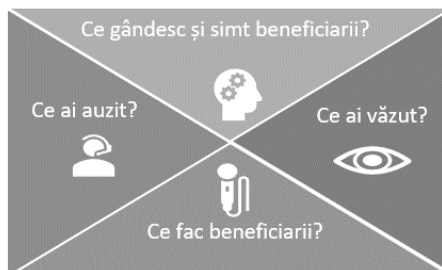 Ce gândesc și simt beneficiarii?
Ce ai auzit?
Ce ai văzut?
Ce fac beneficiarii?